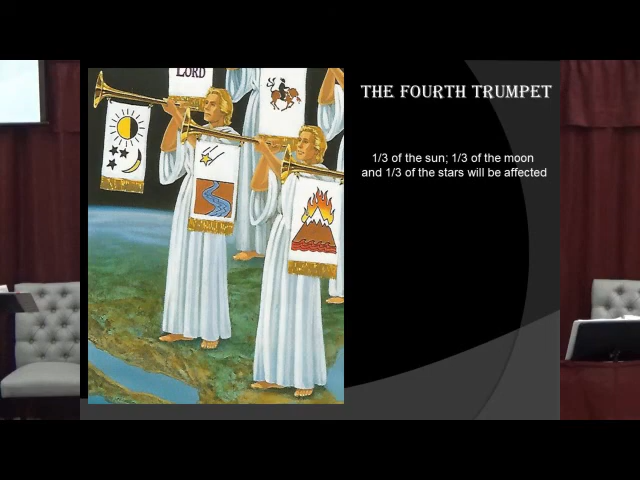 LORD
THE FOURTH TRUMPET
1/3 of the sun; 1/3 of the moon
and 1/3 of the stars will be affected